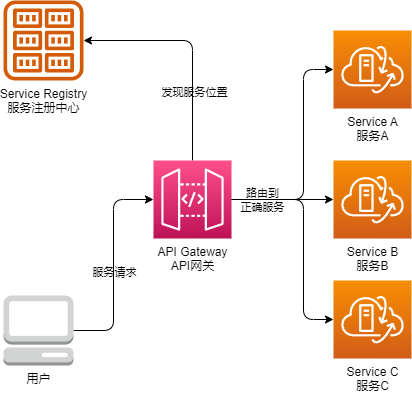 Service Registry
服务注册中心
发现服务位置
Service A
服务A
API Gateway
API网关
路由到
正确服务
Service B
服务B
服务请求
用户
Service C
服务C